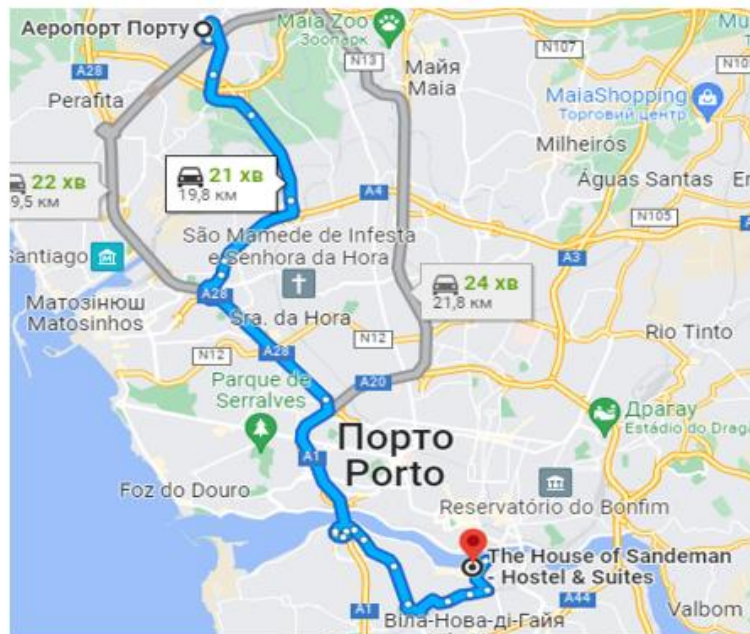 Аеропорт Порту
Maia Zoo
Зоопарк
N13
N107
A28
Майя
Maia
Perafita
MaiaShopping
Торговий центр
Milheirós
22 хв
9,5 км
21 хв
19,8 км
A4
Águas Santas
N105
Santiago
São Mamede de Infesta
e Senhora da Hora
A3
24 хв
21,8 км
Матозінюш
Matosinhos
A28
Sra. da Hora
Rio Tinto
N12
A28
N12
A20
Parque de
Serralves
Драгау
Estádio do Draga
Порто
Porto
A1
Foz do Douro
Reservatório do Bonfim
The House of Sandeman
- Hostel & Suites
A1
A44
Віла-Нова-ді-Гайя
Valbom